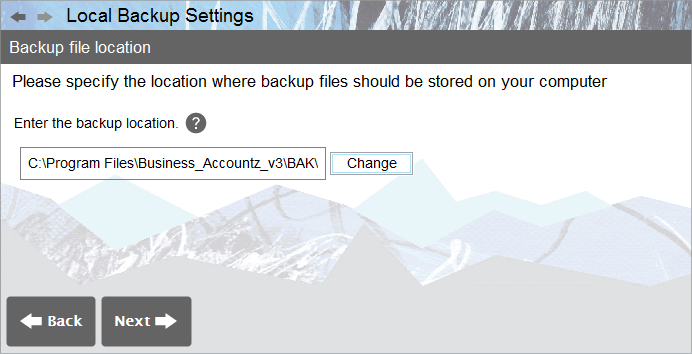 Local Backup Settings
Backup file location
Please specify the location where backup files should be stored on your computer
Enter the backup location. ?
C:\Program Files\Business_Accountz_v3\BAK\ Change
Back Next